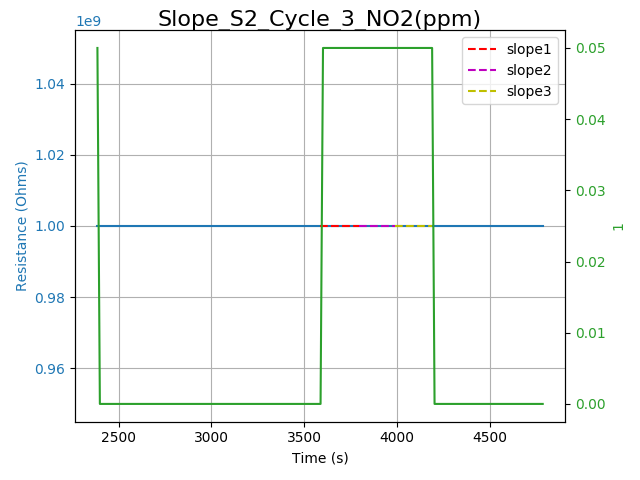 Slope_S2_Cycle_3_NO2(ppm)
1e9
slope1
slope2
slope3
1.04
1.02
1.00
0.98
0.96
Resistance (Ohms)
0.05
0.04
0.03
0.02
0.01
0.00
1
2500 3000 3500 4000 4500
Time (s)